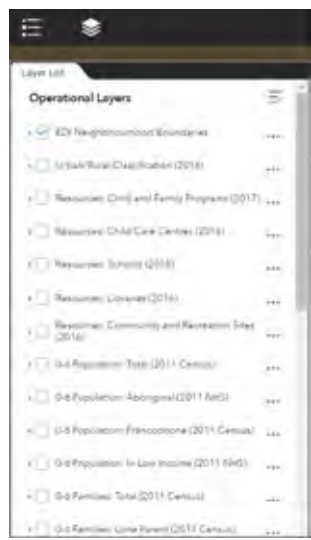 Layer List
Operational Layers
EDI Neighbourhood Boundaries
Urban/Rural Classification (2016)
Resources: Child and Family Programs (2017)
Resources: Child Care Centres (2016)
Resources: Schools (2016)
Resources: Libraries (2016)
Resources: Community and Recreation Sites
(2016)
0-6 Population: Total (2011 Census)
0-6 Population: Aboriginal (2011 NHS)
0-6 Population: Francophone (2011 Census)
0-6 Population: In Low Income (2011 NHS)
0-6 Families: Total (2011 Census)
0-6 Families: Lone Parent (2011 Census)